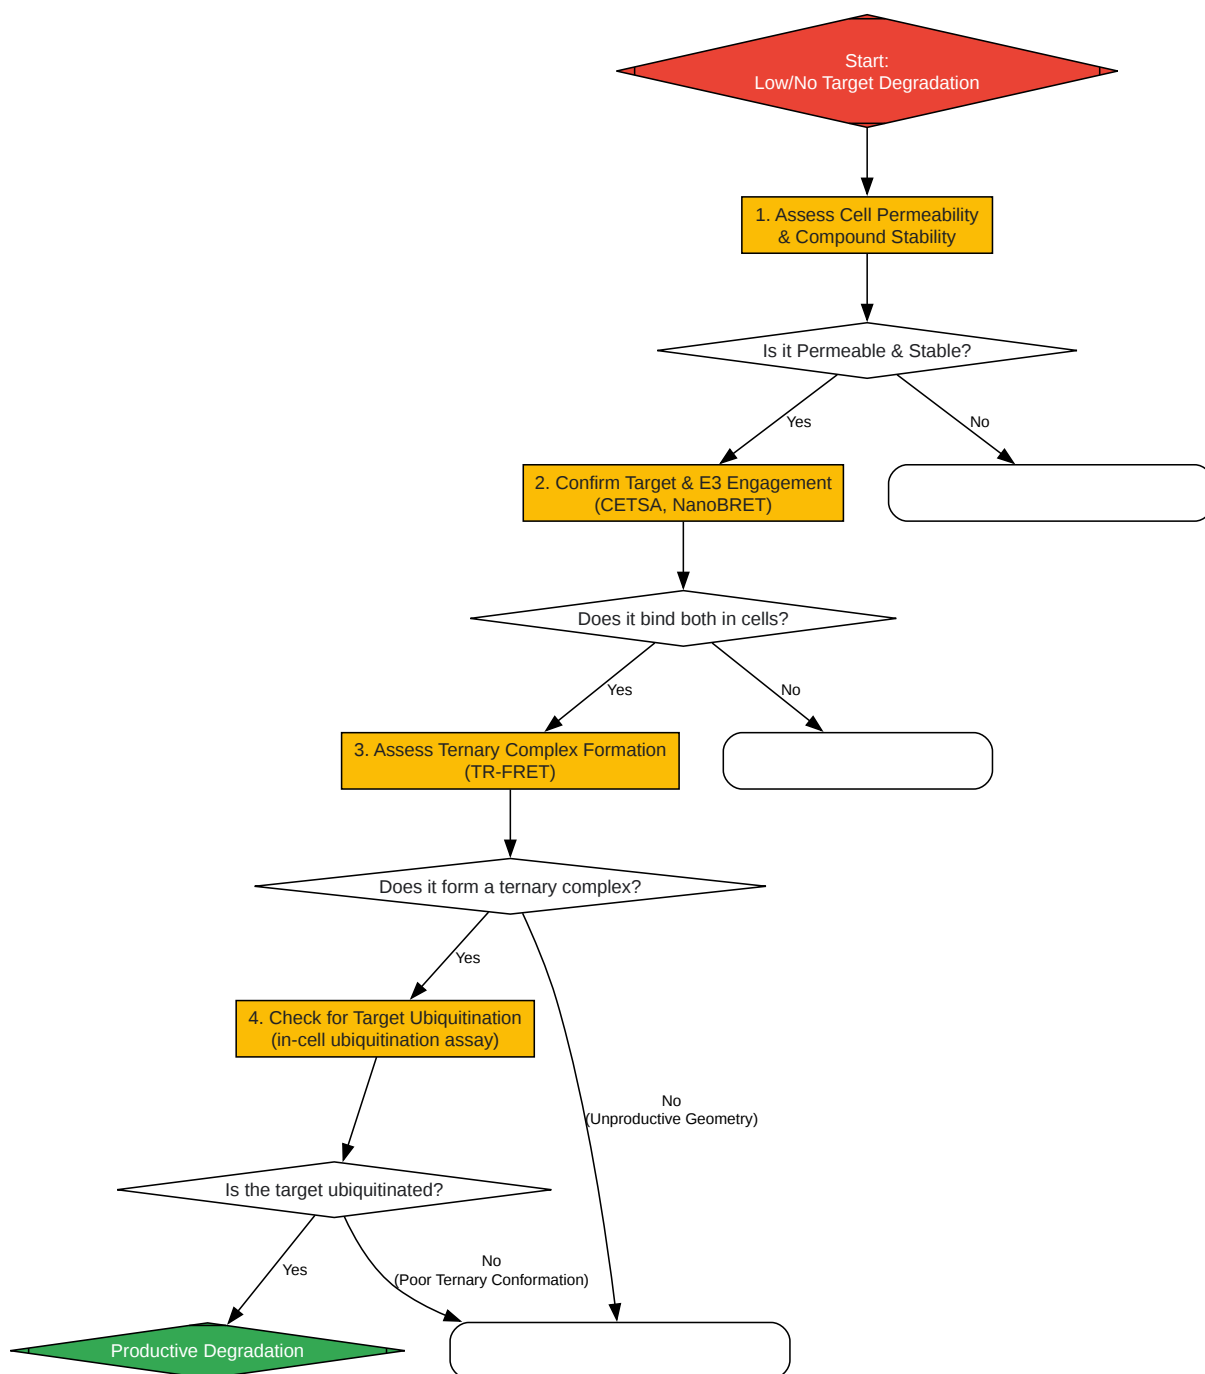 Start:
Low/No Target Degradation
1. Assess Cell Permeability
& Compound Stability
Is it Permeable & Stable?
Yes
No
2. Confirm Target & E3 Engagement
(CETSA, NanoBRET)
Does it bind both in cells?
Yes
No
3. Assess Ternary Complex Formation
(TR-FRET)
Does it form a ternary complex?
Yes
4. Check for Target Ubiquitination
(in-cell ubiquitination assay)
No
(Unproductive Geometry)
Is the target ubiquitinated?
Yes
No
(Poor Ternary Conformation)
Productive Degradation